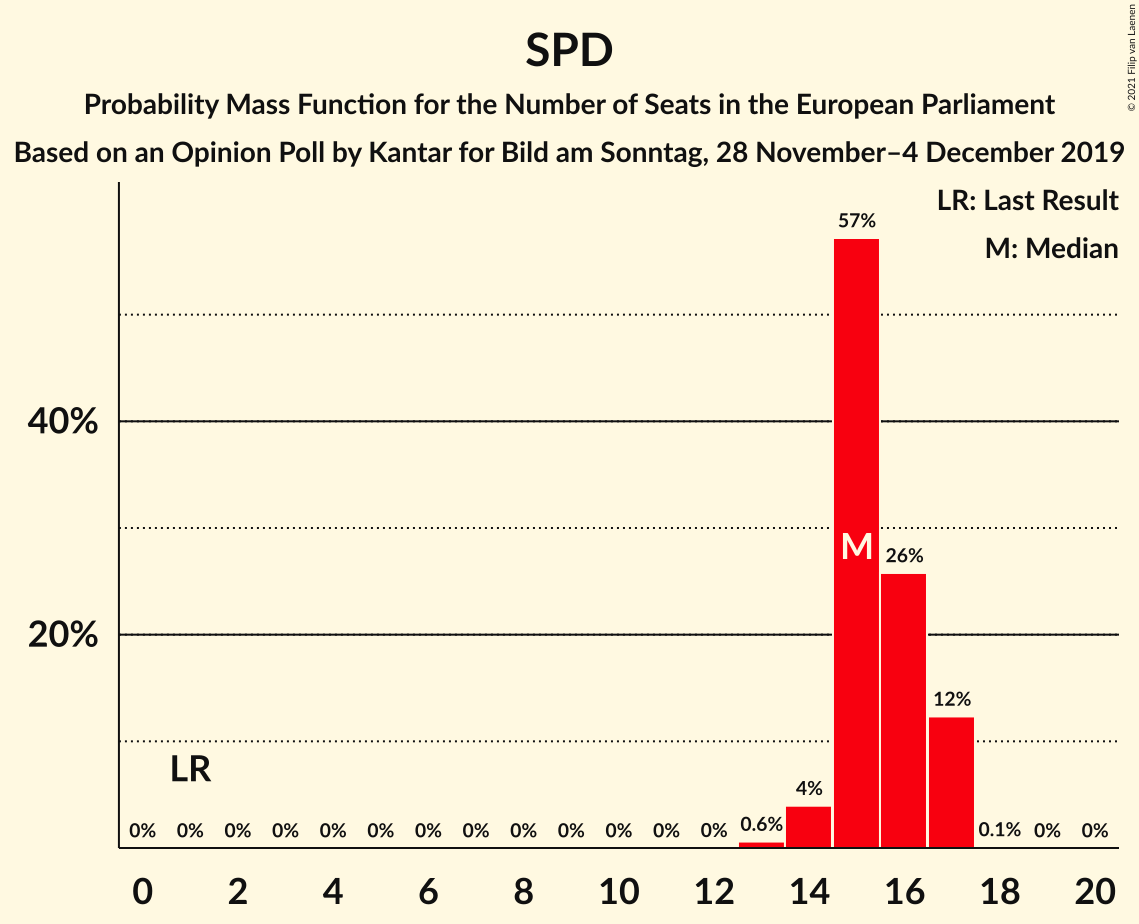 SPD
Probability Mass Function for the Number of Seats in the European Parliament
Based on an Opinion Poll by Kantar for Bild am Sonntag, 28 November–4 December 2019
© 2021 Filip van Laenen
LR: Last Result
M: Median
57%
40%
M
26%
20%
12%
LR
4%
0% 0% 0% 0% 0% 0% 0% 0% 0% 0% 0% 0% 0% 0.6% 0.1% 0% 0%
0 2 4 6 8 10 12 14 16 18 20